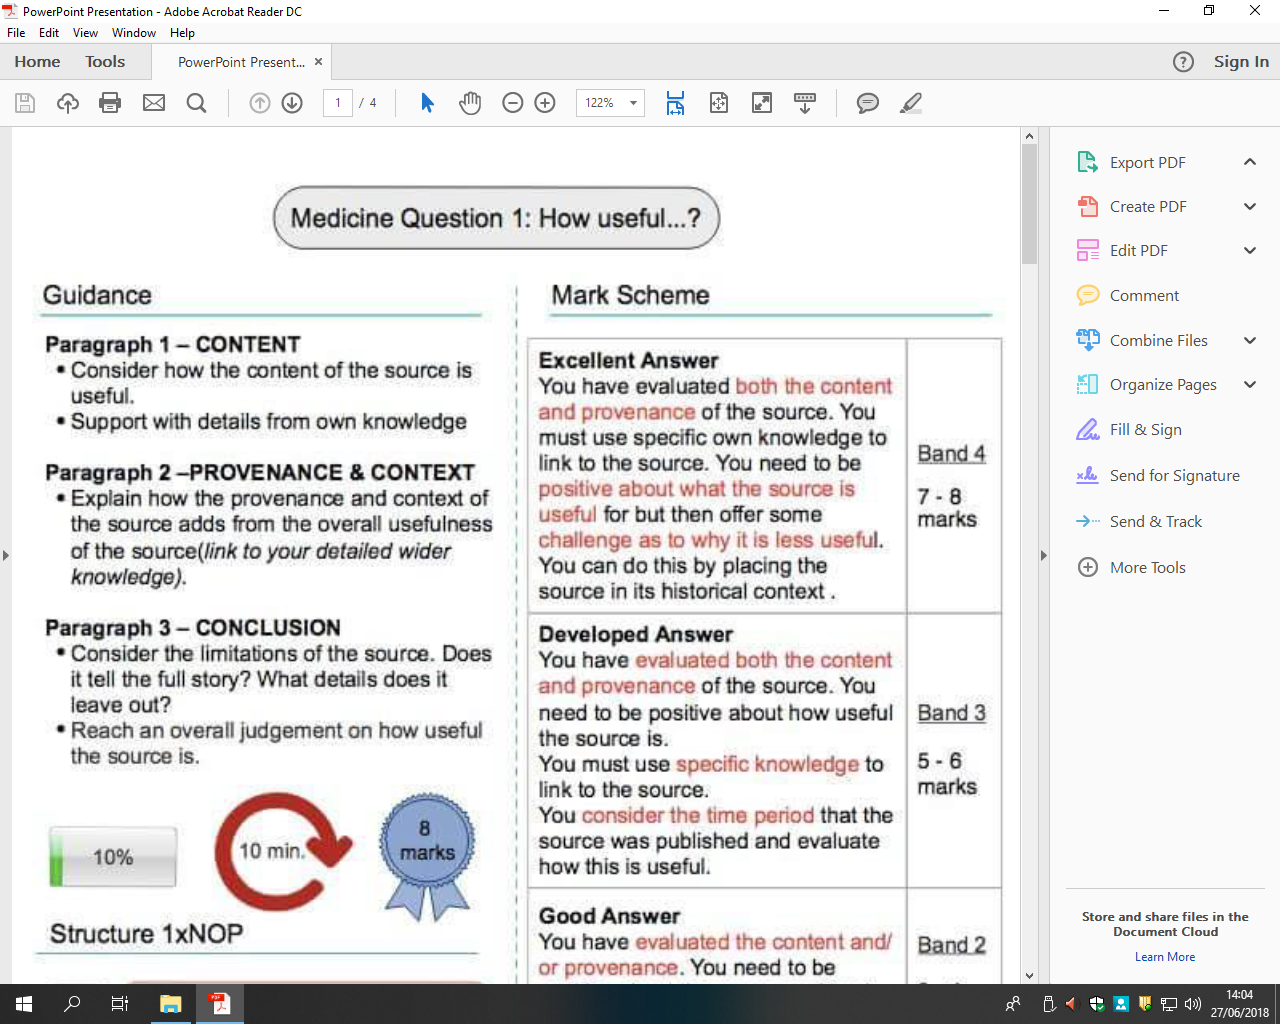 PowerPoint Presentation - Adobe Acrobat Reader DC
File Edit View Window Help
Home Tools PowerPoint Present... × Sign In
1 / 4 122%
Medicine Question 1: How useful...?
Guidance
Paragraph 1 – CONTENT
• Consider how the content of the source is
useful.
• Support with details from own knowledge
Paragraph 2 –PROVENANCE & CONTEXT
• Explain how the provenance and context of
the source adds from the overall usefulness
of the source(link to your detailed wider
knowledge).
Paragraph 3 – CONCLUSION
• Consider the limitations of the source. Does
it tell the full story? What details does it
leave out?
• Reach an overall judgement on how useful
the source is.
10%
10 min.
8
marks
Structure 1xNOP
Mark Scheme
Excellent Answer
You have evaluated both the content
and provenance of the source. You
must use specific own knowledge to
link to the source. You need to be
positive about what the source is
useful for but then offer some
challenge as to why it is less useful.
You can do this by placing the
source in its historical context .
Band 4
7 - 8
marks
Developed Answer
You have evaluated both the content
and provenance of the source. You
need to be positive about how useful
the source is.
You must use specific knowledge to
link to the source.
You consider the time period that the
source was published and evaluate
how this is useful.
Band 3
5 - 6
marks
Good Answer
You have evaluated the content and/
or provenance. You need to be
Band 2
Export PDF
Create PDF
Edit PDF
Comment
Combine Files
Organize Pages
Fill & Sign
Send for Signature
Send & Track
More Tools
Store and share files in the
Document Cloud
Learn More
14:04
27/06/2018